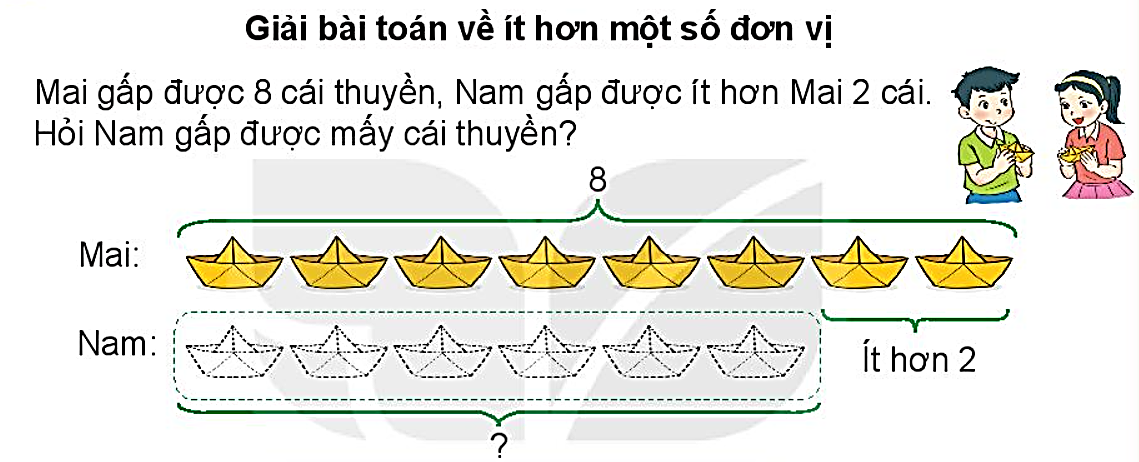 Giải bài toán về ít hơn một số đơn vị
Mai gấp được 8 cái thuyền, Nam gấp được ít hơn Mai 2 cái.
Hỏi Nam gấp được mấy cái thuyền?
8
Mai:
Nam:
Ít hơn 2
?